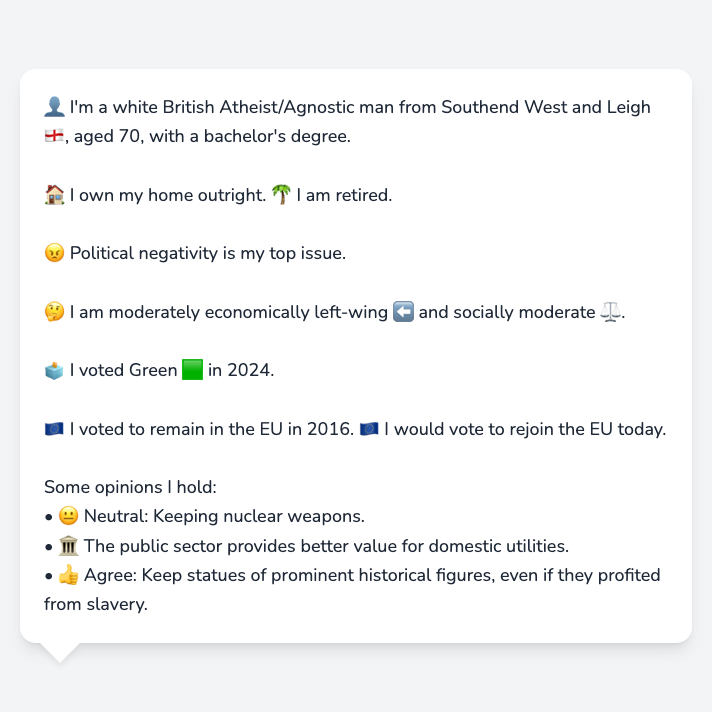 👤 I'm a white British Atheist/Agnostic man from Southend West and Leigh
🏴󠁧󠁢󠁥󠁮󠁧󠁿, aged 70, with a bachelor's degree.
🏠 I own my home outright. 🌴 I am retired.
😠 Political negativity is my top issue.
🤔 I am moderately economically left-wing ⬅️ and socially moderate ⚖️.
🗳️ I voted Green 🟩 in 2024.
🇪🇺 I voted to remain in the EU in 2016. 🇪🇺 I would vote to rejoin the EU today.
Some opinions I hold:
• 😐 Neutral: Keeping nuclear weapons.
• 🏛️ The public sector provides better value for domestic utilities.
• 👍 Agree: Keep statues of prominent historical figures, even if they profited
from slavery.